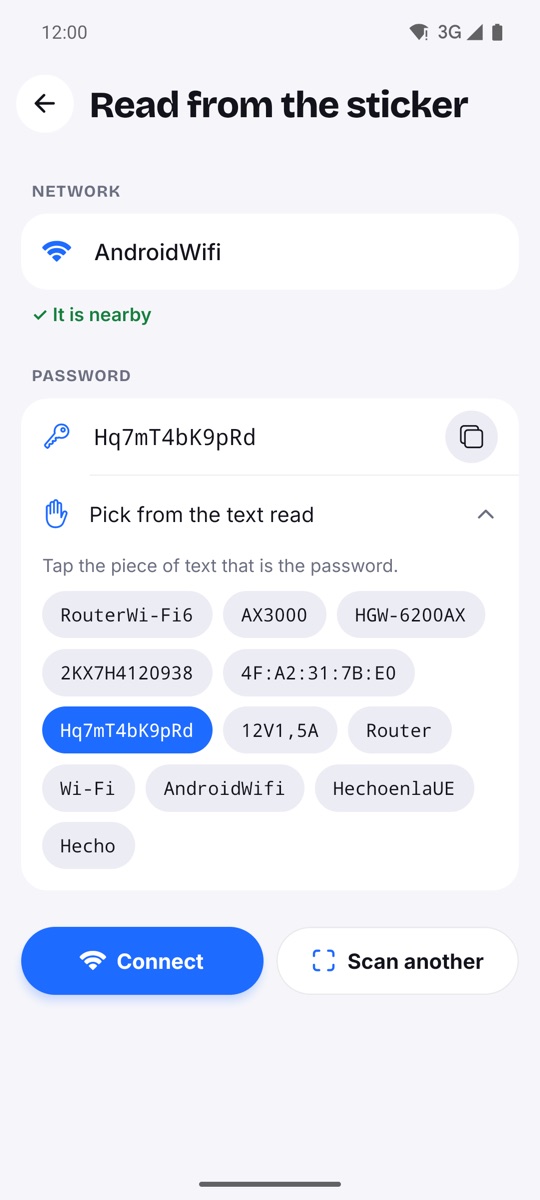 12:00
3G
Read from the sticker
NETWORK
AndroidWifi
It is nearby
PASSWORD
Hq7mT4bK9pRd
Pick from the text read
Tap the piece of text that is the password.
RouterWi-Fi6 AX3000 HGW-6200AX
2KX7H4120938 4F:A2:31:7B:E0
Hq7mT4bK9pRd 12V1,5A Router
Wi-Fi AndroidWifi HechoenlaUE
Hecho
Connect Scan another